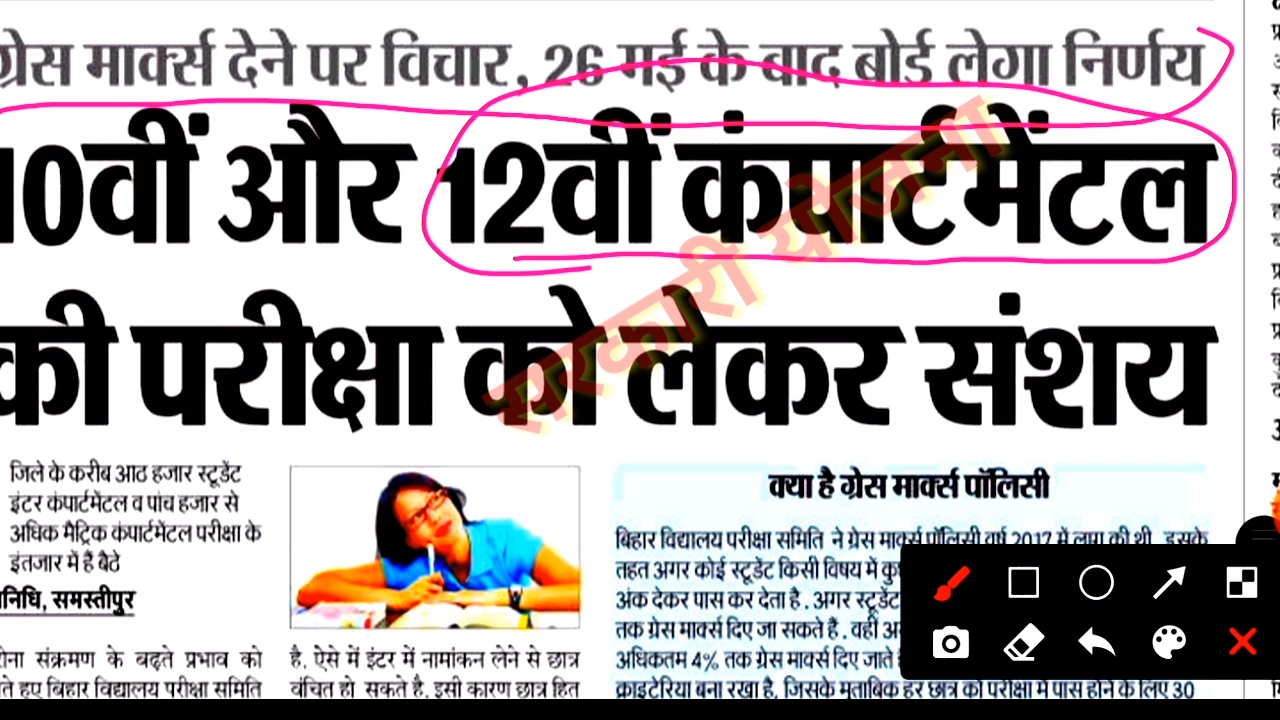 ग्रेस मार्क्स देने पर विचार, 26 मई के बाद बोर्ड लेगा निर्णय
10वीं और 12वीं कंपार्टमेंटल
की परीक्षा को लेकर संशय
सरकारी योजना
जिले के करीब आठ हजार स्टूडेंट
इंटर कंपार्टमेंटल व पांच हजार से
अधिक मैट्रिक कंपार्टमेंटल परीक्षा के
इंतजार में हैं बैठे
निधि, समस्तीपुर
संक्रमण के बढ़ते प्रभाव को
हुए बिहार विद्यालय परीक्षा समिति
है. ऐसे में इंटर में नामांकन लेने से छात्र
वंचित हो सकते है. इसी कारण छात्र हित
क्या है ग्रेस मार्क्स पॉलिसी
बिहार विद्यालय परीक्षा समिति ने ग्रेस मार्क्स पॉलिसी वर्ष 2017 में लागू की थी. इसके
तहत अगर कोई स्टूडेंट किसी विषय में
अंक देकर पास कर देता है. अगर स्टूडेंट
तक ग्रेस मार्क्स दिए जा सकते हैं. वहीं
अधिकतम 4% तक ग्रेस मार्क्स दिए जाते
क्राइटेरिया बना रखा है. जिसके मुताबिक हर छात्र को परीक्षा में पास होने के लिए 30